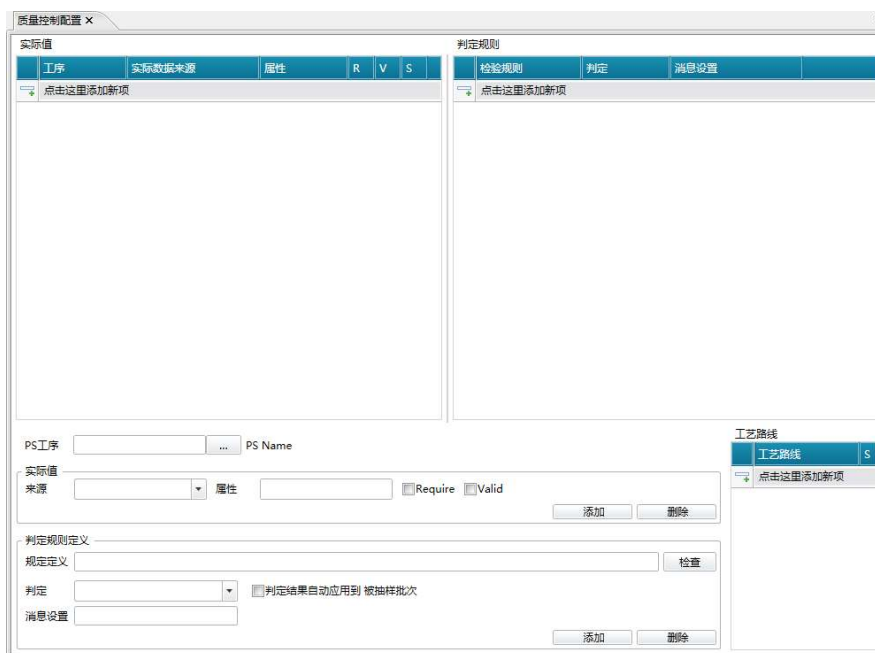 质量控制配置 ×
实际值
工序 实际数据来源 属性 R V S
点击这里添加新项
判定规则
检验规则 判定 消息设置
点击这里添加新项
PS工序 ... PS Name
实际值
来源 属性 Require Valid
添加 删除
判定规则定义
规定定义 检查
判定 判定结果自动应用到 被抽样批次
消息设置
添加 删除
工艺路线
工艺路线 S
点击这里添加新项